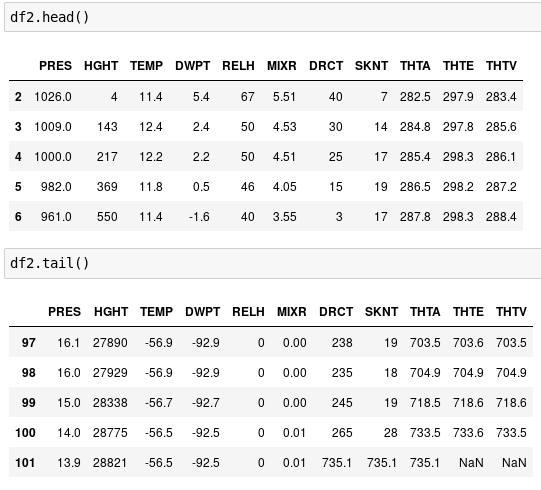 df2.head()
PRES HGHT TEMP DWPT RELH MIXR DRCT SKNT THTA THTE THTV
2 1026.0 4 11.4 5.4 67 5.51 40 7 282.5 297.9 283.4
3 1009.0 143 12.4 2.4 50 4.53 30 14 284.8 297.8 285.6
4 1000.0 217 12.2 2.2 50 4.51 25 17 285.4 298.3 286.1
5 982.0 369 11.8 0.5 46 4.05 15 19 286.5 298.2 287.2
6 961.0 550 11.4 -1.6 40 3.55 3 17 287.8 298.3 288.4
df2.tail()
PRES HGHT TEMP DWPT RELH MIXR DRCT SKNT THTA THTE THTV
97 16.1 27890 -56.9 -92.9 0 0.00 238 19 703.5 703.6 703.5
98 16.0 27929 -56.9 -92.9 0 0.00 235 18 704.9 704.9 704.9
99 15.0 28338 -56.7 -92.7 0 0.00 245 19 718.5 718.6 718.6
100 14.0 28775 -56.5 -92.5 0 0.01 265 28 733.5 733.6 733.5
101 13.9 28821 -56.5 -92.5 0 0.01 735.1 735.1 735.1 NaN NaN